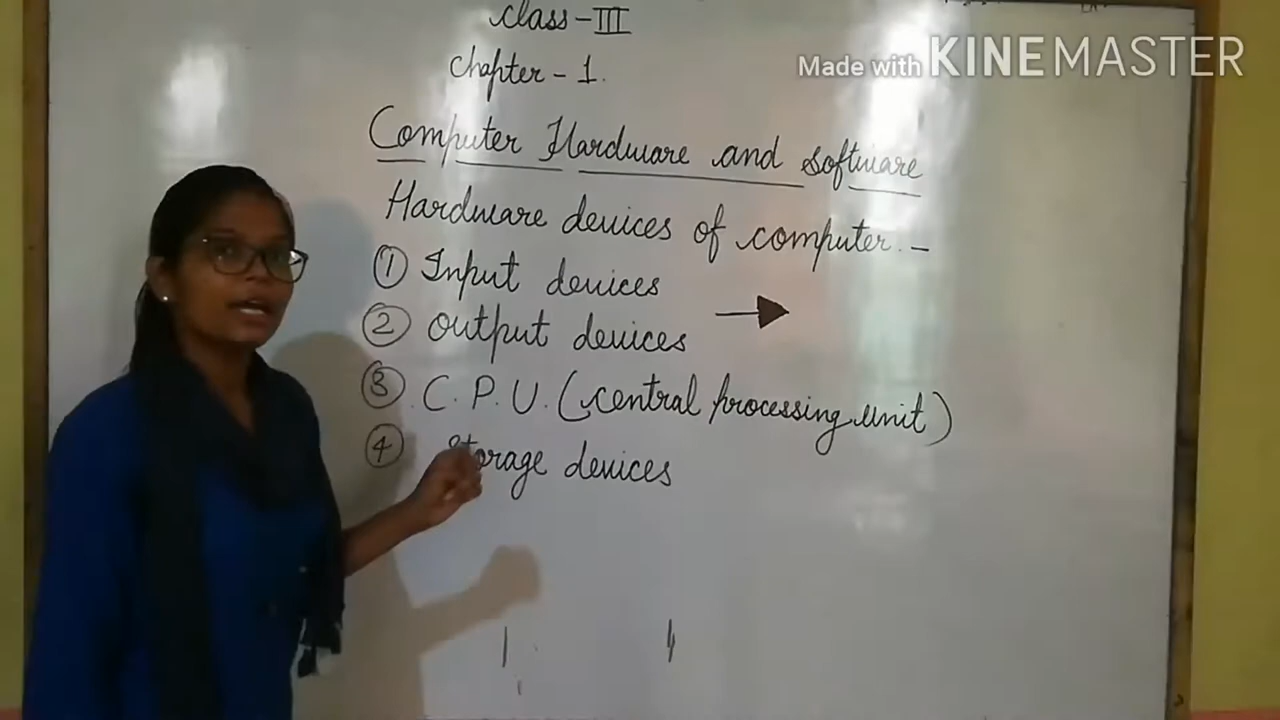 Class - III
Chapter - 1.
Made with KINEMASTER
Computer Hardware and Software
Hardware devices of computer. -
① Input devices
② output devices
③ C.P.U. (central processing unit)
④ storage devices